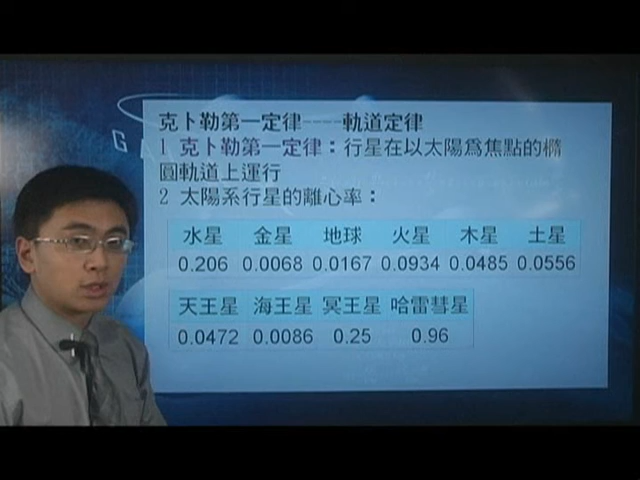 克卜勒第一定律----軌道定律
1 克卜勒第一定律：行星在以太陽爲焦點的橢
圓軌道上運行
2 太陽系行星的離心率：
水星 金星 地球 火星 木星 土星
0.206 0.0068 0.0167 0.0934 0.0485 0.0556
天王星 海王星 冥王星 哈雷彗星
0.0472 0.0086 0.25 0.96